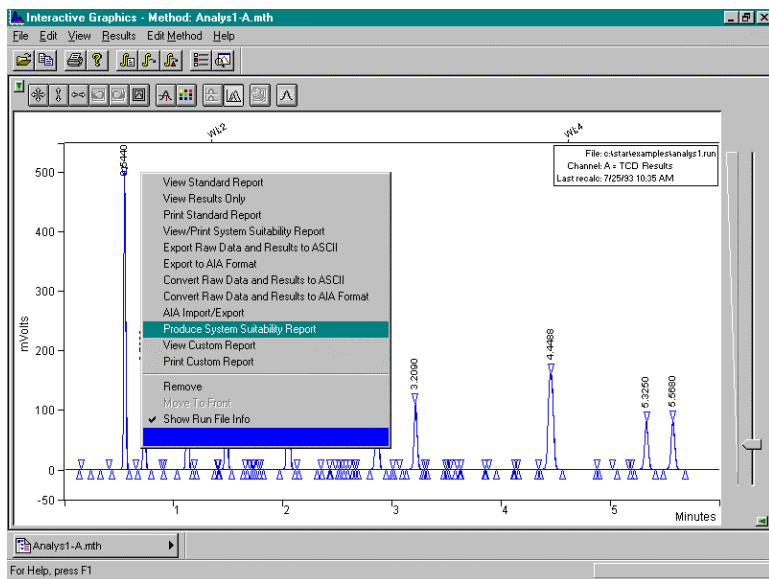 Interactive Graphics - Method: Analys1-A.mth
File Edit View Results Edit Method Help
WI:2
WI:4
File: c:\star\examples\analys1.run
Channel: A = TCD Results
Last recalc: 7/25/93 10:35 AM
0.5440
View Standard Report
View Results Only
Print Standard Report
View/Print System Suitability Report
Export Raw Data and Results to ASCII
Export to AIA Format
Convert Raw Data and Results to ASCII
Convert Raw Data and Results to AIA Format
AIA Import/Export
Produce System Suitability Report
View Custom Report
Print Custom Report
Remove
Move To Front
Show Run File Info
3.2090
4.4488
5.3250
5.5680
mVolts
500
400
300
200
100
0
-50
1 2 3 4 5 Minutes
Analys1-A.mth
For Help, press F1